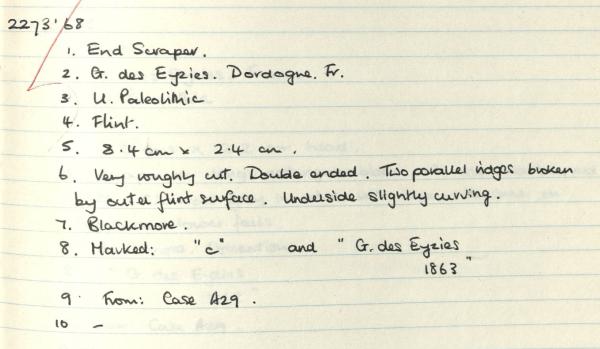 2273'68
1. End Scraper.
2. G. des Eyzies. Dordogne. Fr.
3. U. Paleolithic
4. Flint.
5. 8.4cm x 2.4 cm.
6. Very roughly cut. Double ended. Two parallel ridges broken
by outer flint surface. Underside slightly curving.
7. Blackmore.
8. Marked: "c" and "G. des Eyzies
1863"
9. From: Case A29.
10 -